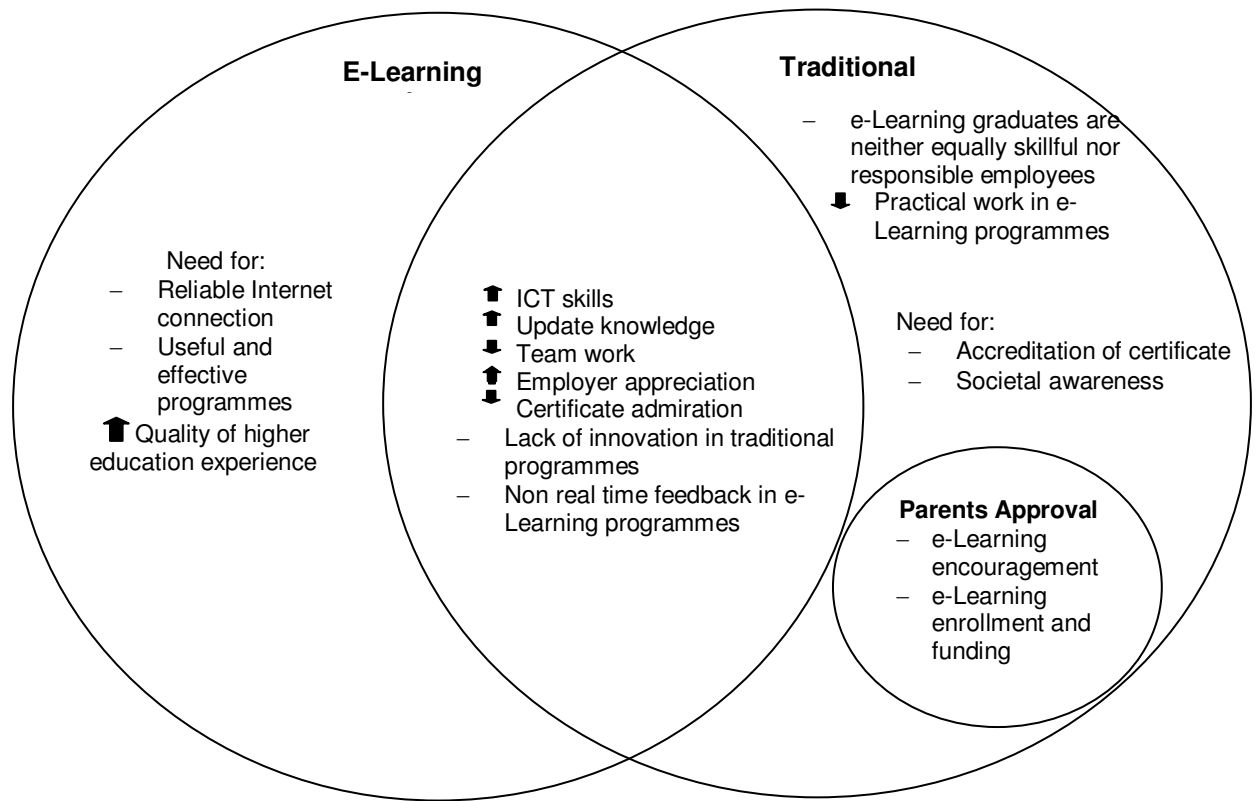 E-Learning
Need for:
– Reliable Internet
connection
– Useful and
effective
programmes
⬆ Quality of higher
education experience
⬆ ICT skills
⬆ Update knowledge
⬇ Team work
⬆ Employer appreciation
⬇ Certificate admiration
– Lack of innovation in traditional
programmes
– Non real time feedback in e-
Learning programmes
Traditional
– e-Learning graduates are
neither equally skillful nor
responsible employees
⬇ Practical work in e-
Learning programmes
Need for:
– Accreditation of certificate
– Societal awareness
Parents Approval
– e-Learning
encouragement
– e-Learning
enrollment and
funding